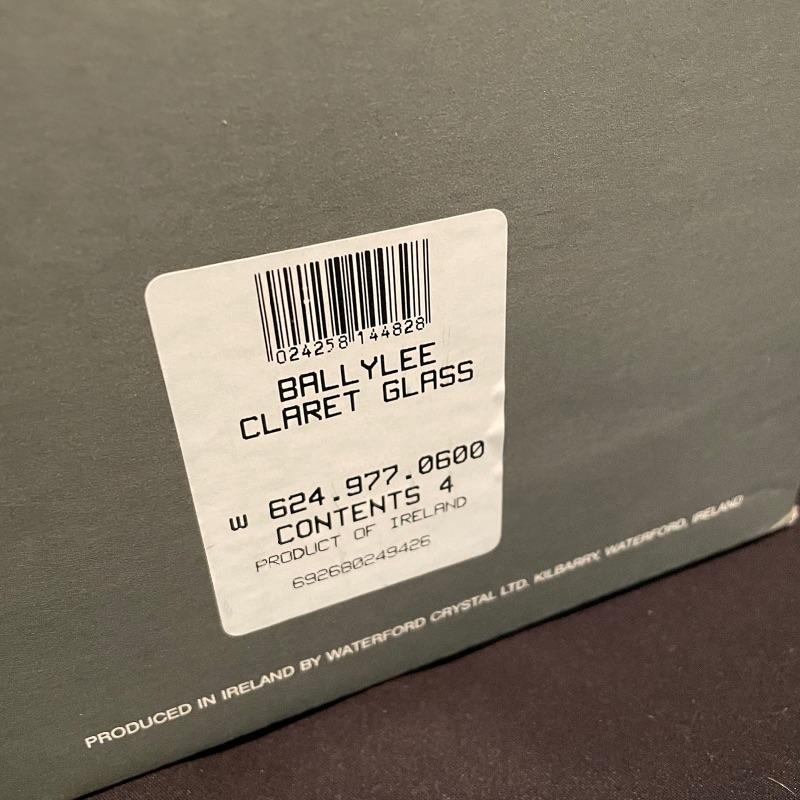 024258 144828
BALLYLEE
CLARET GLASS
W 624.977.0600
CONTENTS 4
PRODUCT OF IRELAND
692680249426
PRODUCED IN IRELAND BY WATERFORD CRYSTAL LTD. KILBARRY, WATERFORD, IRELAND